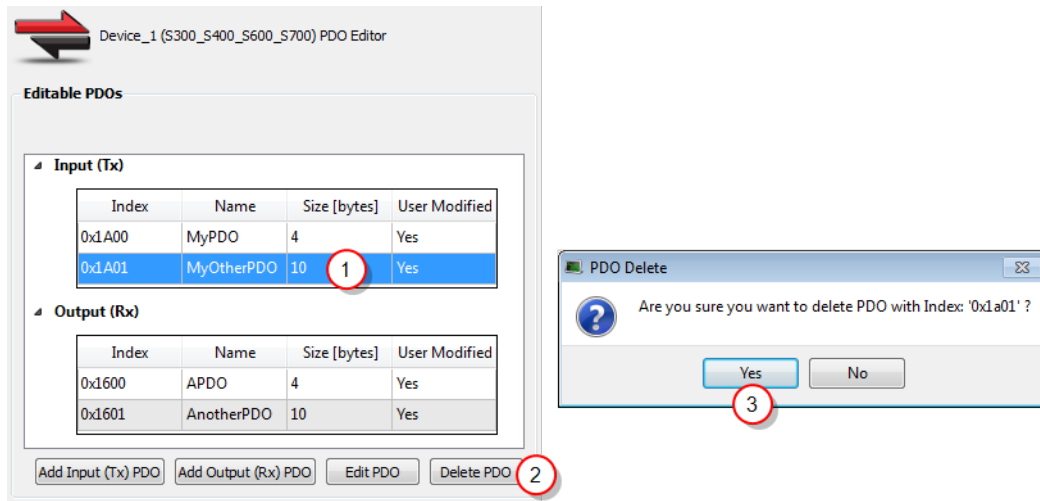 Device_1 (S300_S400_S600_S700) PDO Editor
Editable PDOs
Input (Tx)
Index Name Size [bytes] User Modified
0x1A00 MyPDO 4 Yes
0x1A01 MyOtherPDO 10 1 Yes
Output (Rx)
Index Name Size [bytes] User Modified
0x1600 APDO 4 Yes
0x1601 AnotherPDO 10 Yes
Add Input (Tx) PDO Add Output (Rx) PDO Edit PDO Delete PDO 2
PDO Delete
Are you sure you want to delete PDO with Index: '0x1a01' ?
Yes No
3